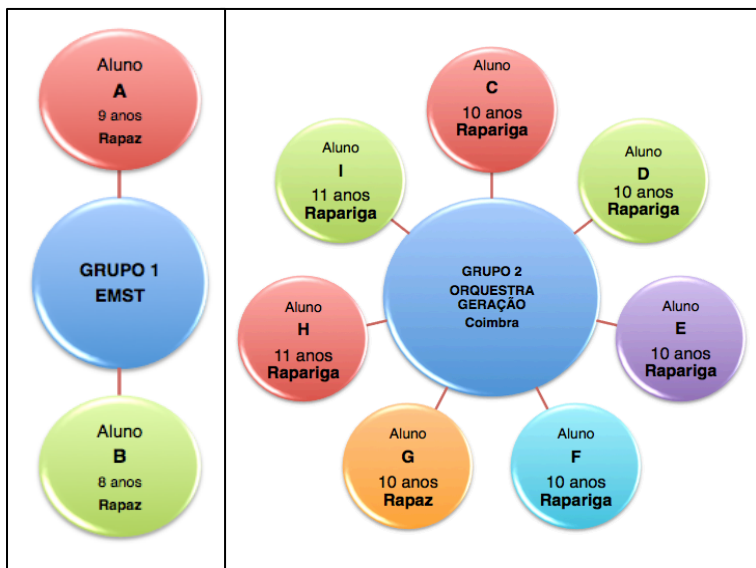 Aluno
A
9 anos
Rapaz
GRUPO 1
EMST
Aluno
B
8 anos
Rapaz
Aluno
C
10 anos
Rapariga
Aluno
D
10 anos
Rapariga
Aluno
E
10 anos
Rapariga
Aluno
F
10 anos
Rapariga
Aluno
G
10 anos
Rapaz
Aluno
H
11 anos
Rapariga
Aluno
I
11 anos
Rapariga
GRUPO 2
ORQUESTRA
GERAÇÃO
Coimbra